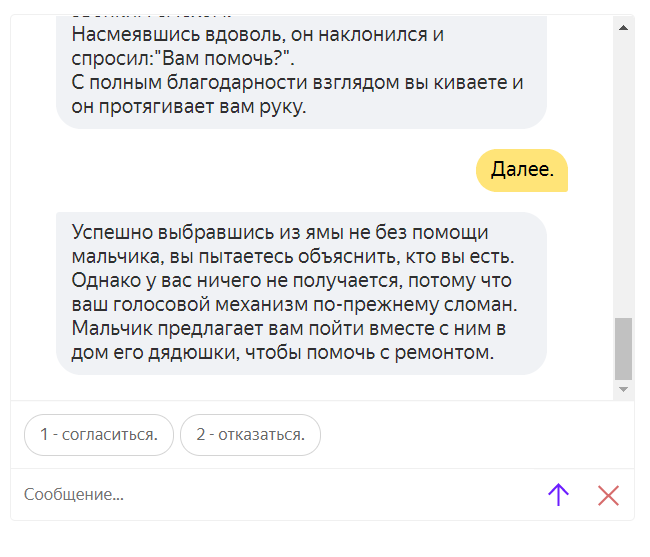 Насмеявшись вдоволь, он наклонился и
спросил:"Вам помочь?".
С полным благодарности взглядом вы киваете и
он протягивает вам руку.
Далее.
Успешно выбравшись из ямы не без помощи
мальчика, вы пытаетесь объяснить, кто вы есть.
Однако у вас ничего не получается, потому что
ваш голосовой механизм по-прежнему сломан.
Мальчик предлагает вам пойти вместе с ним в
дом его дядюшки, чтобы помочь с ремонтом.
1 - согласиться.
2 - отказаться.
Сообщение...